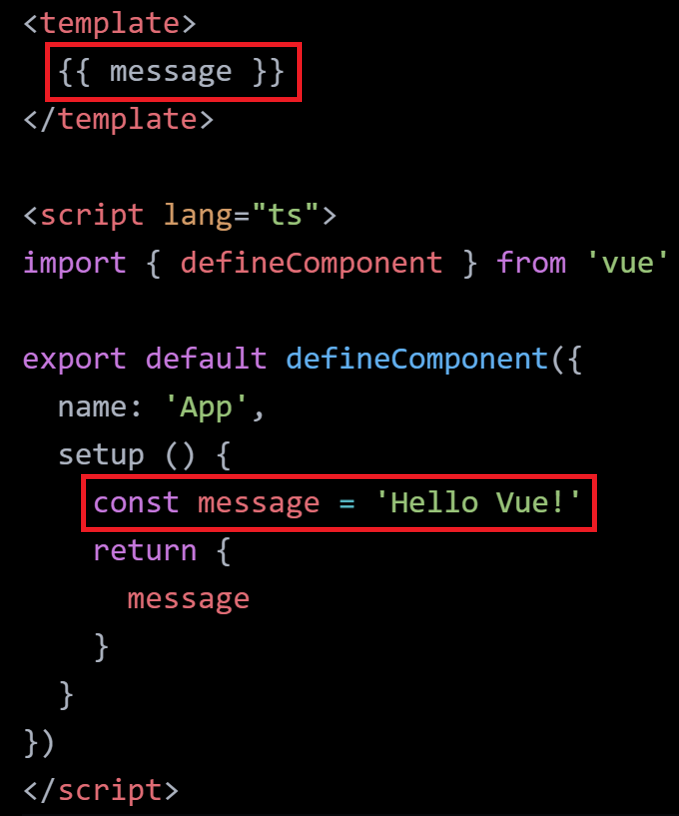 <template>
  {{ message }}
</template>

<script lang="ts">
import { defineComponent } from 'vue'

export default defineComponent({
  name: 'App',
  setup () {
    const message = 'Hello Vue!'
    return {
      message
    }
  }
})
</script>